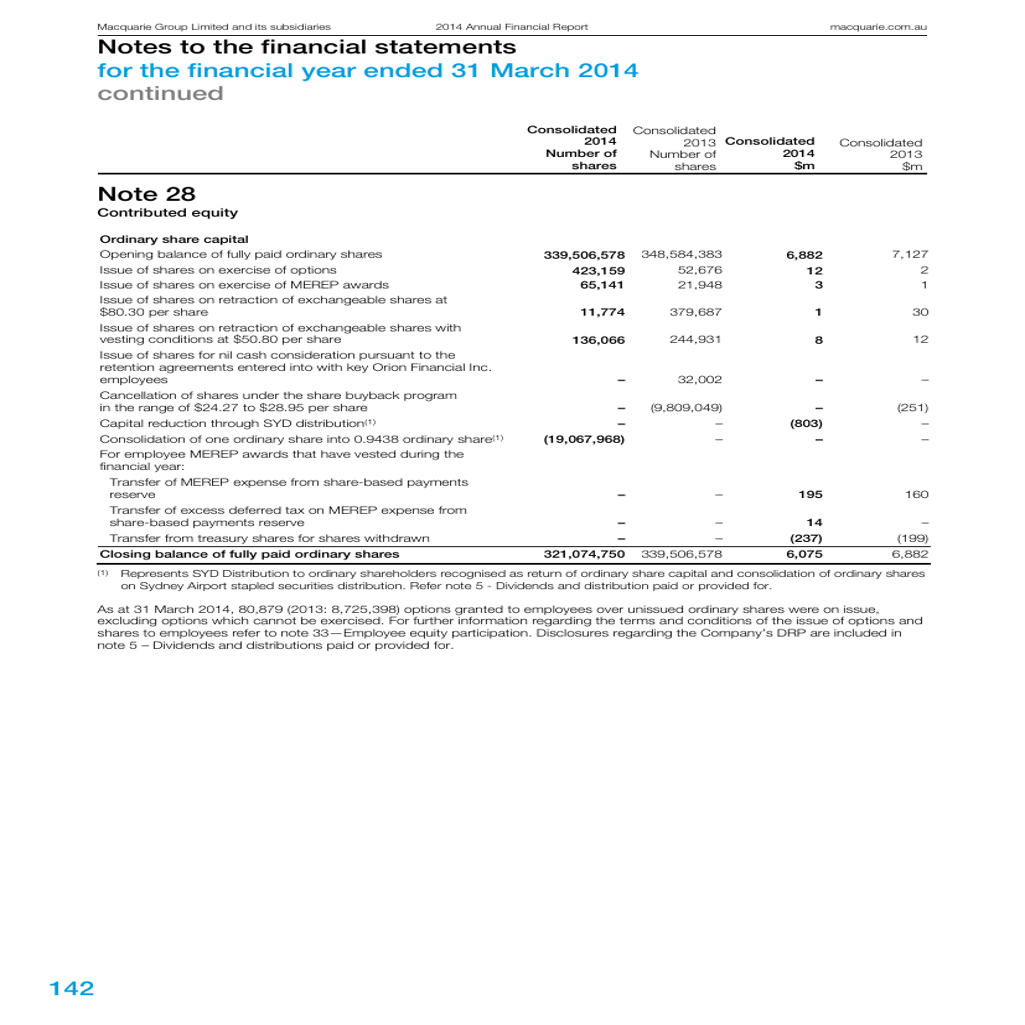 Macquarie Group Limited and its subsidiaries 2014 Annual Financial Report macquarie.com.au
Notes to the financial statements
for the financial year ended 31 March 2014
continued
Consolidated 2014 Number of shares Consolidated 2013 Number of shares Consolidated 2014 $m Consolidated 2013 $m
Note 28
Contributed equity
Ordinary share capital
Opening balance of fully paid ordinary shares 339,506,578 348,584,383 6,882 7,127
Issue of shares on exercise of options 423,159 52,676 12 2
Issue of shares on exercise of MEREP awards 65,141 21,948 3 1
Issue of shares on retraction of exchangeable shares at
$80.30 per share 11,774 379,687 1 30
Issue of shares on retraction of exchangeable shares with
vesting conditions at $50.80 per share 136,066 244,931 8 12
Issue of shares for nil cash consideration pursuant to the
retention agreements entered into with key Orion Financial Inc.
employees – 32,002 – –
Cancellation of shares under the share buyback program
in the range of $24.27 to $28.95 per share – (9,809,049) – (251)
Capital reduction through SYD distribution(1) – – (803) –
Consolidation of one ordinary share into 0.9438 ordinary share(1) (19,067,968) – – –
For employee MEREP awards that have vested during the
financial year:
Transfer of MEREP expense from share-based payments
reserve – – 195 160
Transfer of excess deferred tax on MEREP expense from
share-based payments reserve – – 14 –
Transfer from treasury shares for shares withdrawn – – (237) (199)
Closing balance of fully paid ordinary shares 321,074,750 339,506,578 6,075 6,882
(1) Represents SYD Distribution to ordinary shareholders recognised as return of ordinary share capital and consolidation of ordinary shares
on Sydney Airport stapled securities distribution. Refer note 5 - Dividends and distribution paid or provided for.
As at 31 March 2014, 80,879 (2013: 8,725,398) options granted to employees over unissued ordinary shares were on issue,
excluding options which cannot be exercised. For further information regarding the terms and conditions of the issue of options and
shares to employees refer to note 33—Employee equity participation. Disclosures regarding the Company's DRP are included in
note 5 – Dividends and distributions paid or provided for.
142